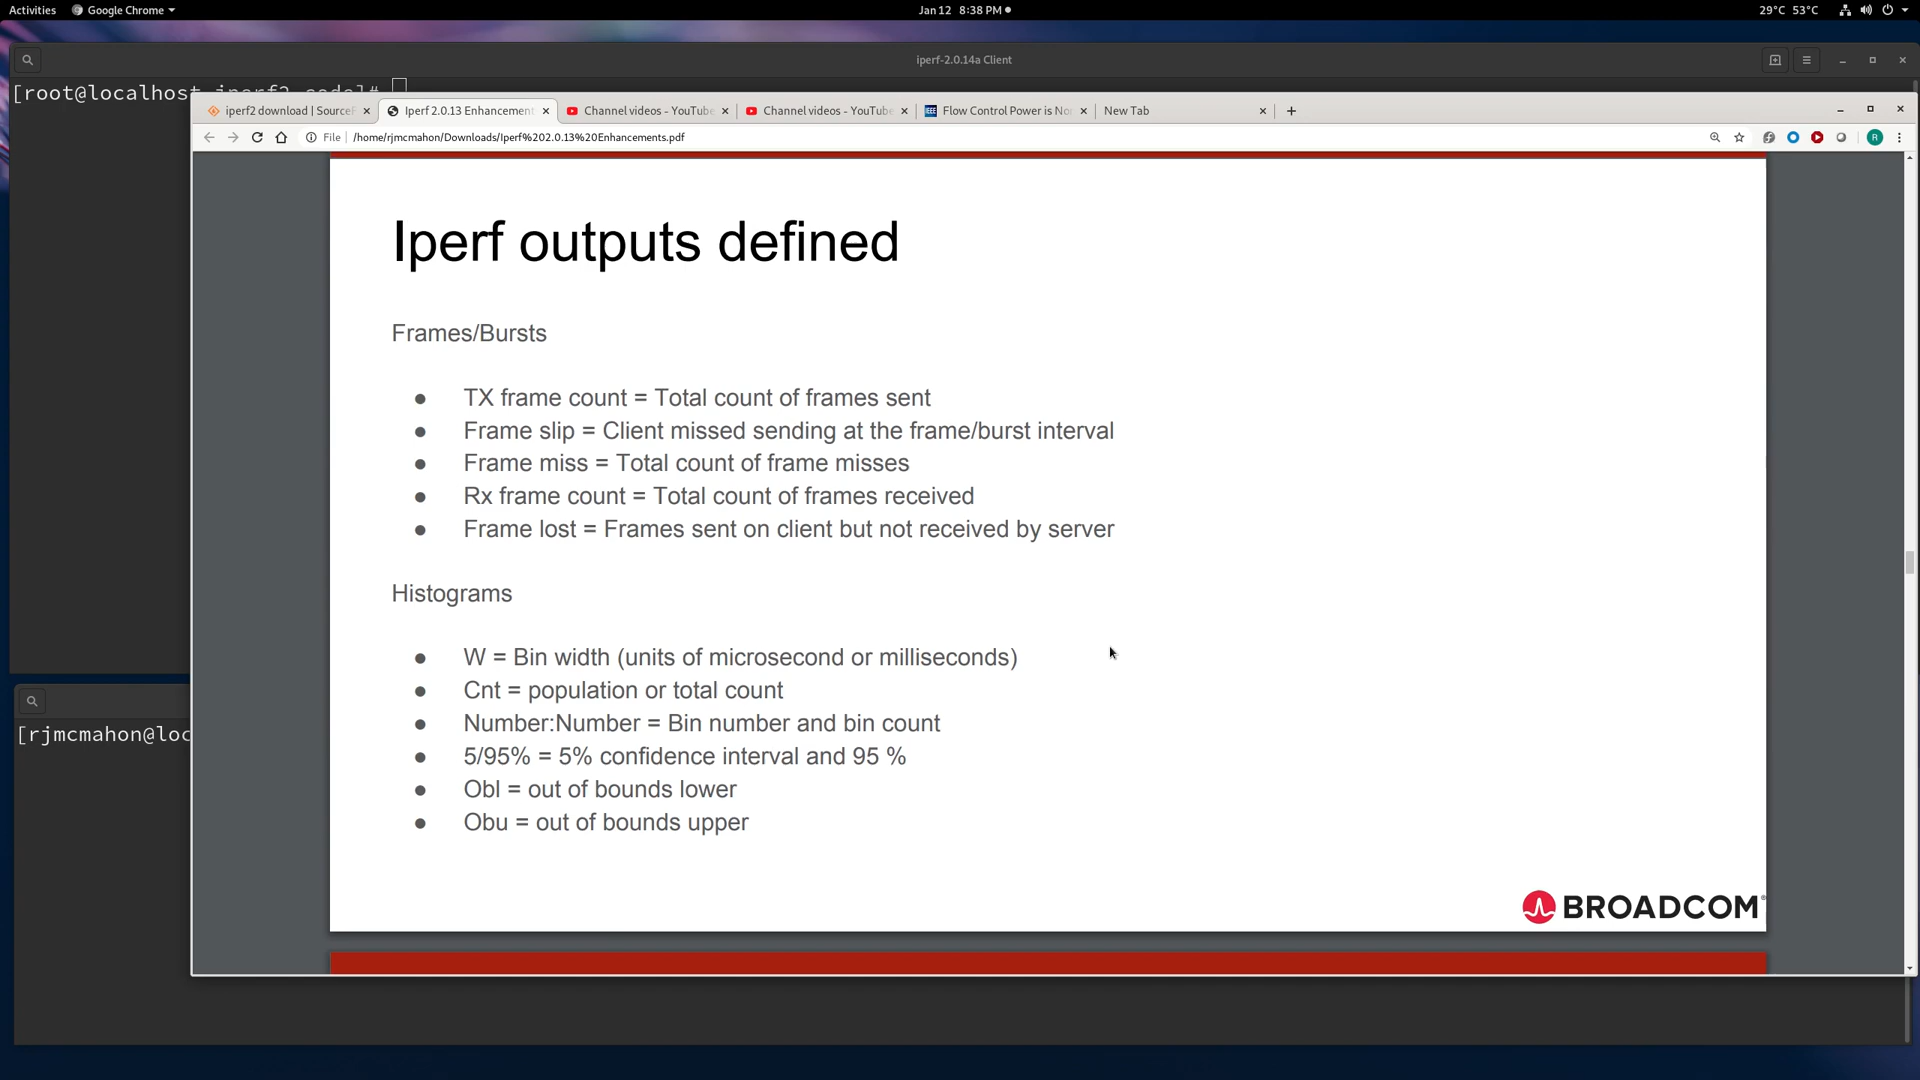 Activities Google Chrome Jan 12 8:38 PM 29°C 53°C
iperf-2.0.14a Client
[root@localhost iperf2-code]#
iperf2 download | SourceF Iperf 2.0.13 Enhancement Channel videos - YouTube Channel videos - YouTube Flow Control Power is No New Tab
File /home/rjmcmahon/Downloads/Iperf%202.0.13%20Enhancements.pdf R
Iperf outputs defined
Frames/Bursts
● TX frame count = Total count of frames sent
● Frame slip = Client missed sending at the frame/burst interval
● Frame miss = Total count of frame misses
● Rx frame count = Total count of frames received
● Frame lost = Frames sent on client but not received by server
Histograms
● W = Bin width (units of microsecond or milliseconds)
● Cnt = population or total count
● Number:Number = Bin number and bin count
● 5/95% = 5% confidence interval and 95 %
● Obl = out of bounds lower
● Obu = out of bounds upper
[rjmcmahon@loc
BROADCOM®